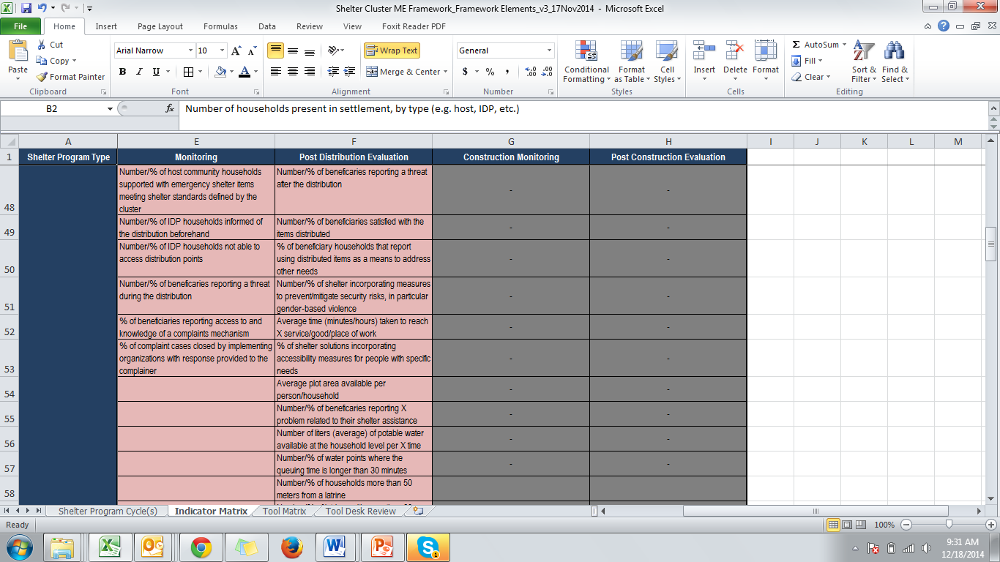 Shelter Cluster ME Framework_Framework Elements_v3_17Nov2014 - Microsoft Excel
File Home Insert Page Layout Formulas Data Review View Foxit Reader PDF
Paste
Cut
Copy
Format Painter
Clipboard
Arial Narrow 10
B I U
Font
Wrap Text
Merge & Center
Alignment
General
$ % ,
Number
Conditional Formatting
Format as Table
Cell Styles
Styles
Insert Delete Format
Cells
AutoSum
Fill
Clear
Sort & Filter
Find & Select
Editing
B2 fx Number of households present in settlement, by type (e.g. host, IDP, etc.)
A E F G H I J K L M
1 Shelter Program Type Monitoring Post Distribution Evaluation Construction Monitoring Post Construction Evaluation
48
Number/% of host community households
supported with emergency shelter items
meeting shelter standards defined by the
cluster
Number/% of beneficaries reporting a threat
after the distribution
- -
49
Number/% of IDP households informed of
the distribution beforehand
Number/% of beneficiaries satisfied with the
items distributed
- -
50
Number/% of IDP households not able to
access distribution points
% of beneficiary households that report
using distributed items as a means to address
other needs
- -
51
Number/% of beneficaries reporting a threat
during the distribution
Number/% of shelter incorporating measures
to prevent/mitigate security risks, in particular
gender-based violence
- -
52
% of beneficiaries reporting access to and
knowledge of a complaints mechanism
Average time (minutes/hours) taken to reach
X service/good/place of work
- -
53
% of complaint cases closed by implementing
organizations with response provided to the
complainer
% of shelter solutions incorporating
accessibility measures for people with specific
needs
- -
54
Average plot area available per
person/household
- -
55
Number/% of beneficaries reporting X
problem related to their shelter assistance
- -
56
Number of liters (average) of potable water
available at the household level per X time
- -
57
Number/% of water points where the
queuing time is longer than 30 minutes
- -
58
Number/% of households more than 50
meters from a latrine
Shelter Program Cycle(s) Indicator Matrix Tool Matrix Tool Desk Review
Ready 100%
9:31 AM
12/18/2014